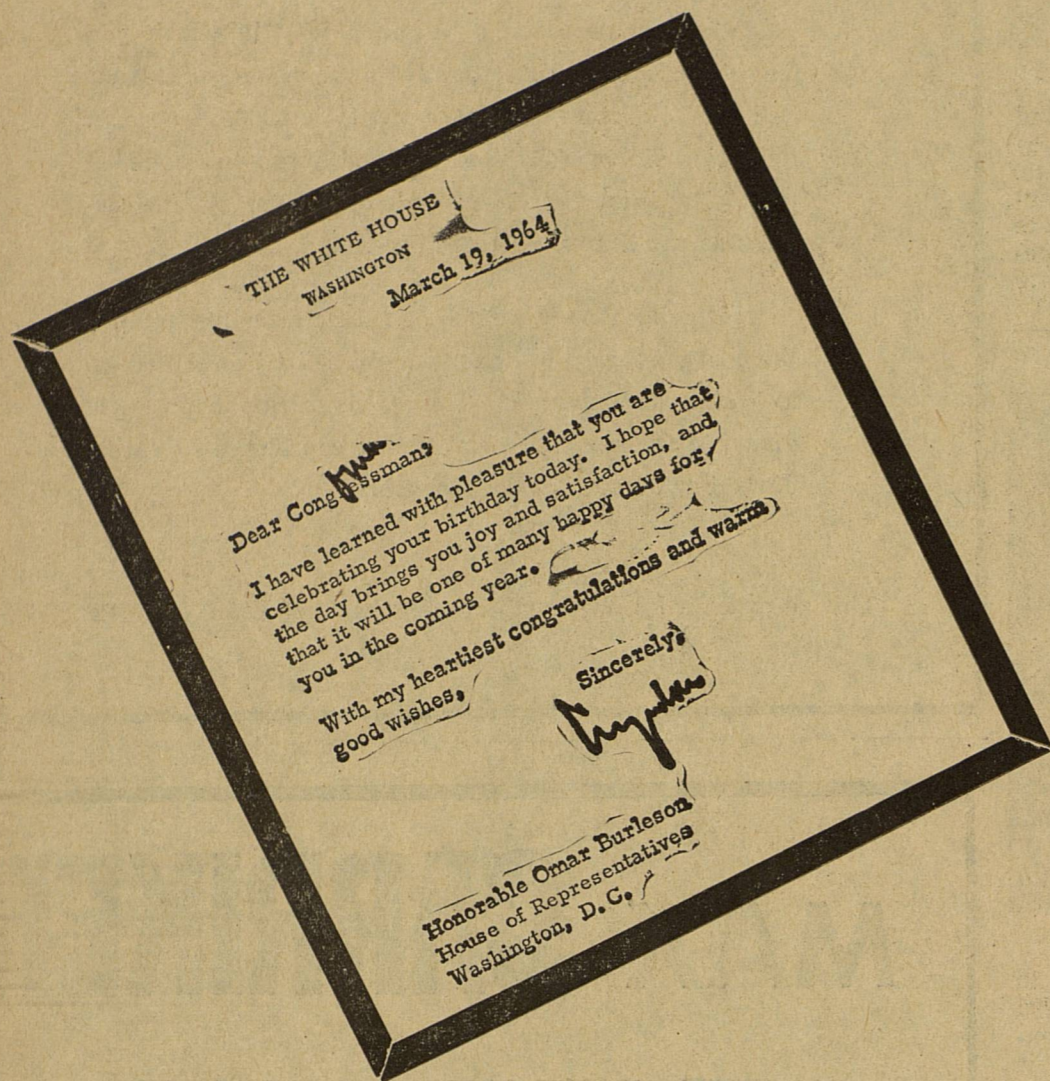 THE WHITE HOUSE
WASHINGTON
March 19, 1964
Dear Congressman,
I have learned with pleasure that you are
celebrating your birthday today. I hope that
the day brings you joy and satisfaction, and
that it will be one of many happy days for
you in the coming year.
With my heartiest congratulations and warm
good wishes,
Sincerely,
Honorable Omar Burleson
House of Representatives
Washington, D.C.